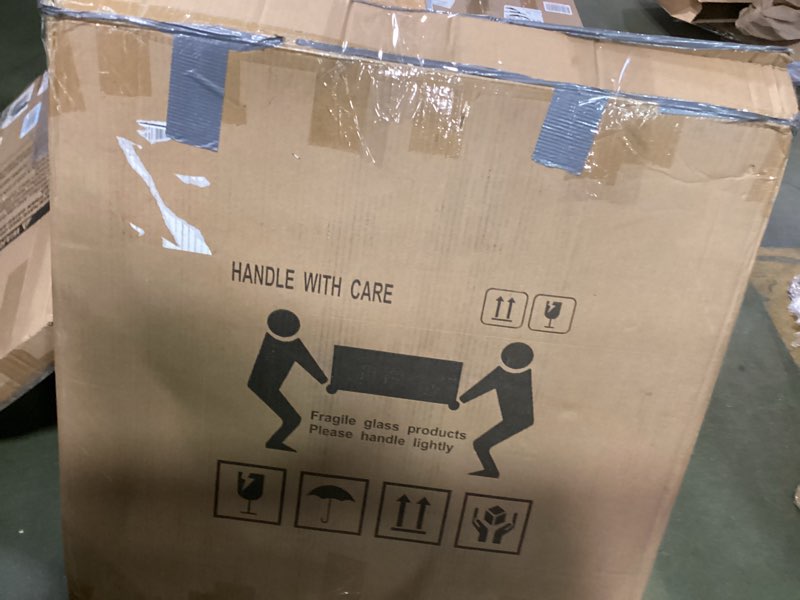 HANDLE WITH CARE
Fragile glass products
Please handle lightly